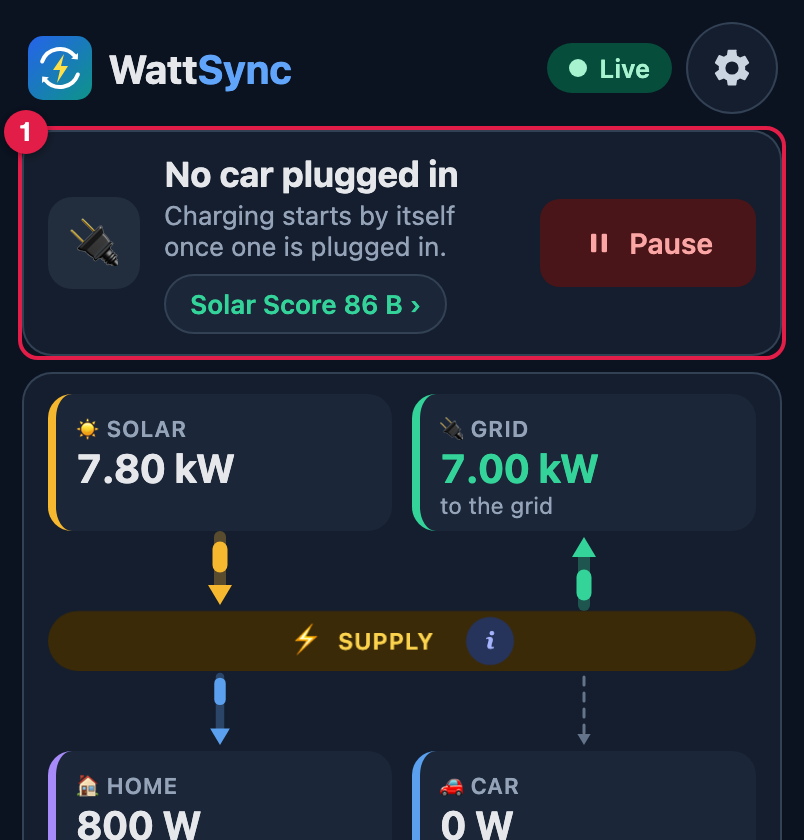 WattSync
Live
1
No car plugged in
Charging starts by itself
once one is plugged in.
Pause
Solar Score 86 B ›
SOLAR
7.80 kW
GRID
7.00 kW
to the grid
SUPPLY
i
HOME
800 W
CAR
0 W